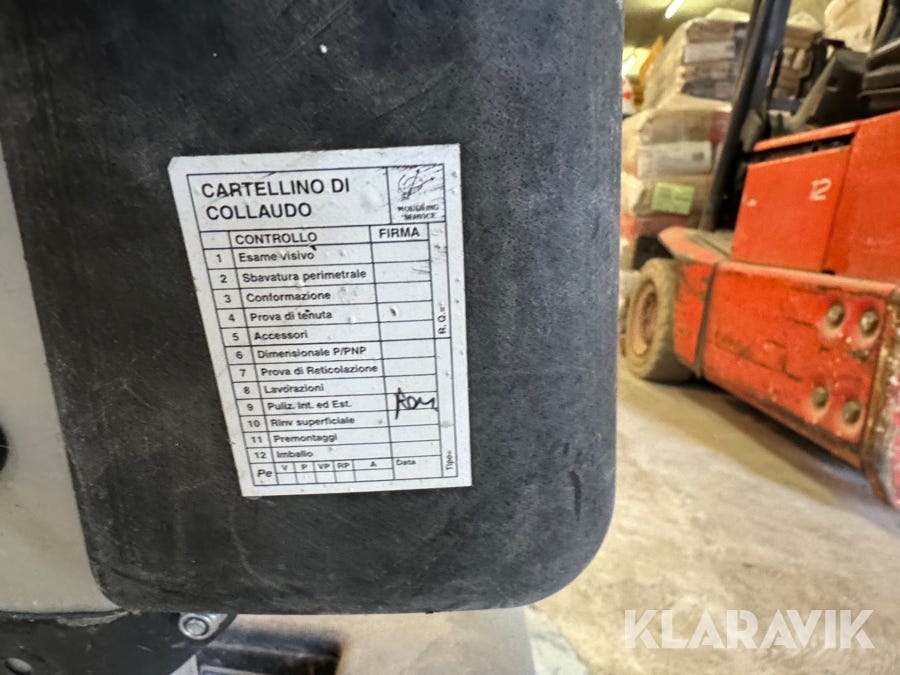 CARTELLINO DI
COLLAUDO
MOULDING
SERVICE
CONTROLLO FIRMA
1 Esame visivo
2 Sbavatura perimetrale
3 Conformazione
4 Prova di tenuta
5 Accessori
6 Dimensionale P/PNP
7 Prova di Reticolazione
8 Lavorazioni
9 Puliz. Int. ed Est.
10 Rinv superficiale
11 Premontaggi
12 Imballo
Pe V P VP RP A Data
R. Q.=
Tipo=
12
KLARAVIK